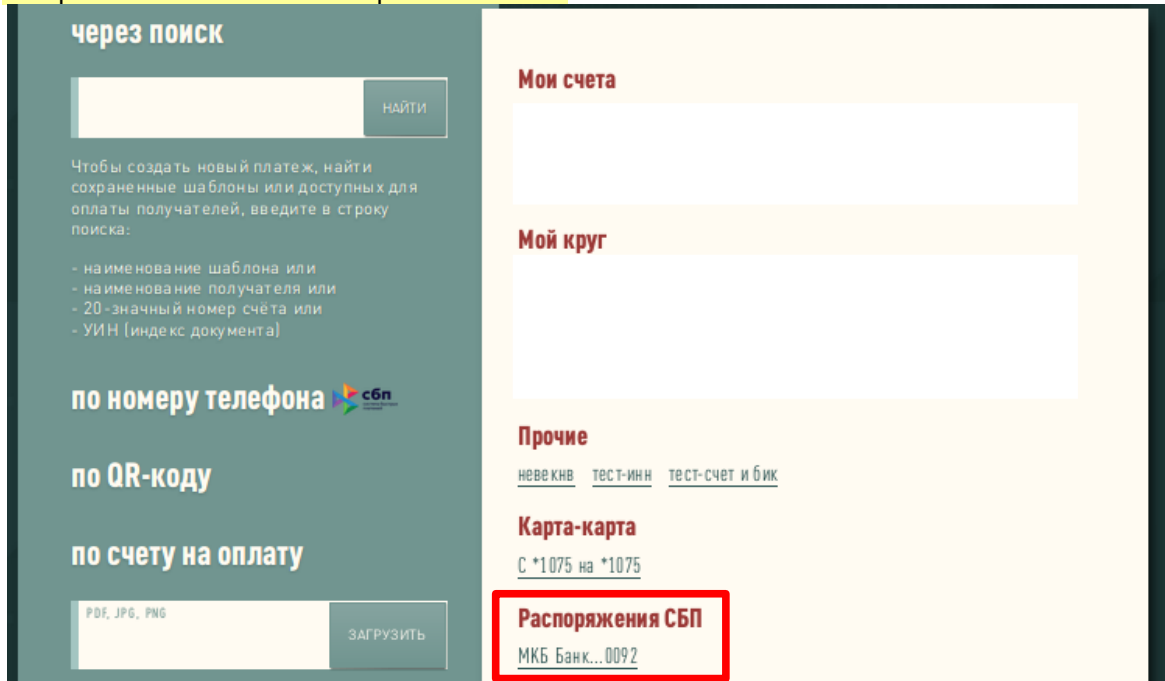 через поиск
НАЙТИ
Чтобы создать новый платеж, найти
сохраненные шаблоны или доступных для
оплаты получателей, введите в строку
поиска:
- наименование шаблона или
- наименование получателя или
- 20-значный номер счёта или
- УИН (индекс документа)
по номеру телефона сбп
по QR-коду
по счету на оплату
PDF, JPG, PNG
ЗАГРУЗИТЬ
Мои счета
Мой круг
Прочие
невекнв тест-инн тест-счет и бик
Карта-карта
С *1075 на *1075
Распоряжения СБП
МКБ Банк...0092